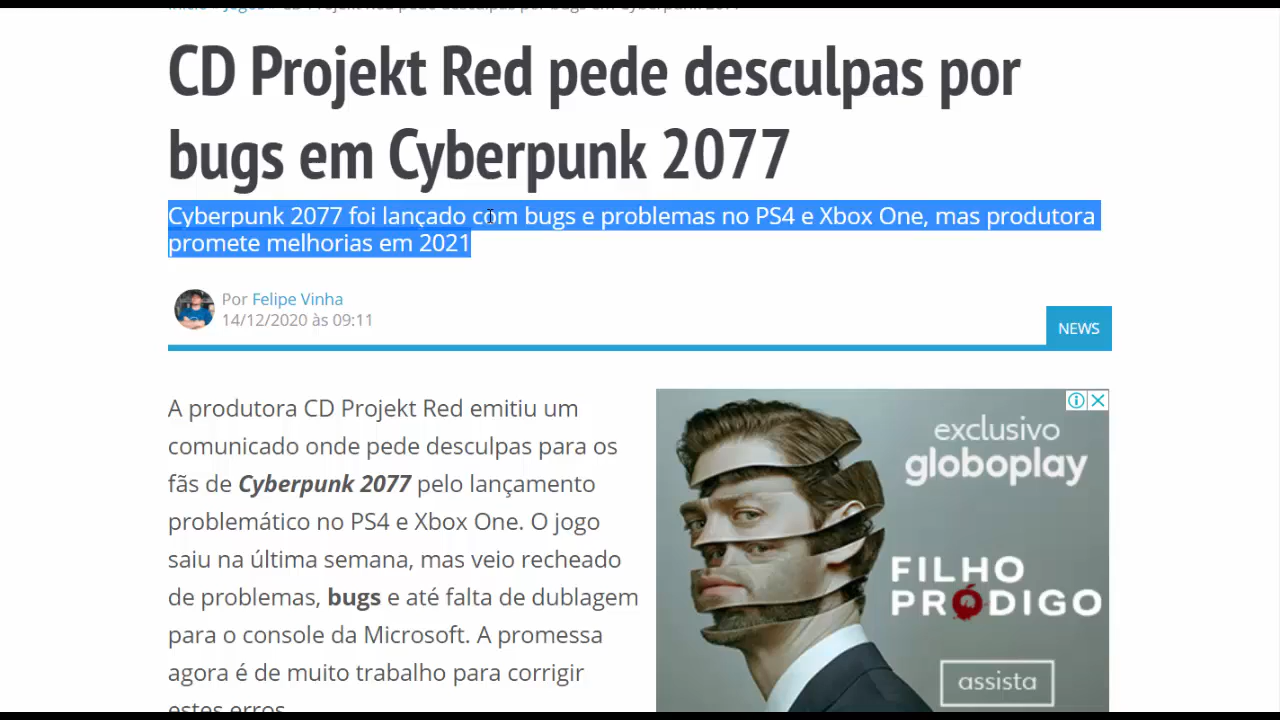 Início » Jogos » CD Projekt Red pede desculpas por bugs em Cyberpunk 2077
CD Projekt Red pede desculpas por
bugs em Cyberpunk 2077
Cyberpunk 2077 foi lançado com bugs e problemas no PS4 e Xbox One, mas produtora
promete melhorias em 2021
Por Felipe Vinha
14/12/2020 às 09:11
NEWS
A produtora CD Projekt Red emitiu um
comunicado onde pede desculpas para os
fãs de Cyberpunk 2077 pelo lançamento
problemático no PS4 e Xbox One. O jogo
saiu na última semana, mas veio recheado
de problemas, bugs e até falta de dublagem
para o console da Microsoft. A promessa
agora é de muito trabalho para corrigir
estes erros.
exclusivo
globoplay
FILHO
PRÓDIGO
assista